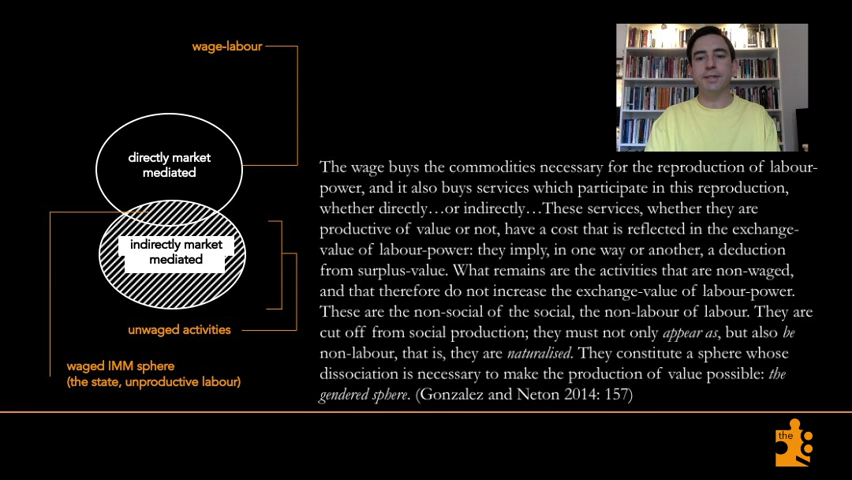 wage-labour
directly market
mediated
indirectly market
mediated
unwaged activities
waged IMM sphere
(the state, unproductive labour)
The wage buys the commodities necessary for the reproduction of labour-
power, and it also buys services which participate in this reproduction,
whether directly…or indirectly…These services, whether they are
productive of value or not, have a cost that is reflected in the exchange-
value of labour-power: they imply, in one way or another, a deduction
from surplus-value. What remains are the activities that are non-waged,
and that therefore do not increase the exchange-value of labour-power.
These are the non-social of the social, the non-labour of labour. They are
cut off from social production; they must not only appear as, but also be
non-labour, that is, they are naturalised. They constitute a sphere whose
dissociation is necessary to make the production of value possible: the
gendered sphere. (Gonzalez and Neton 2014: 157)
the